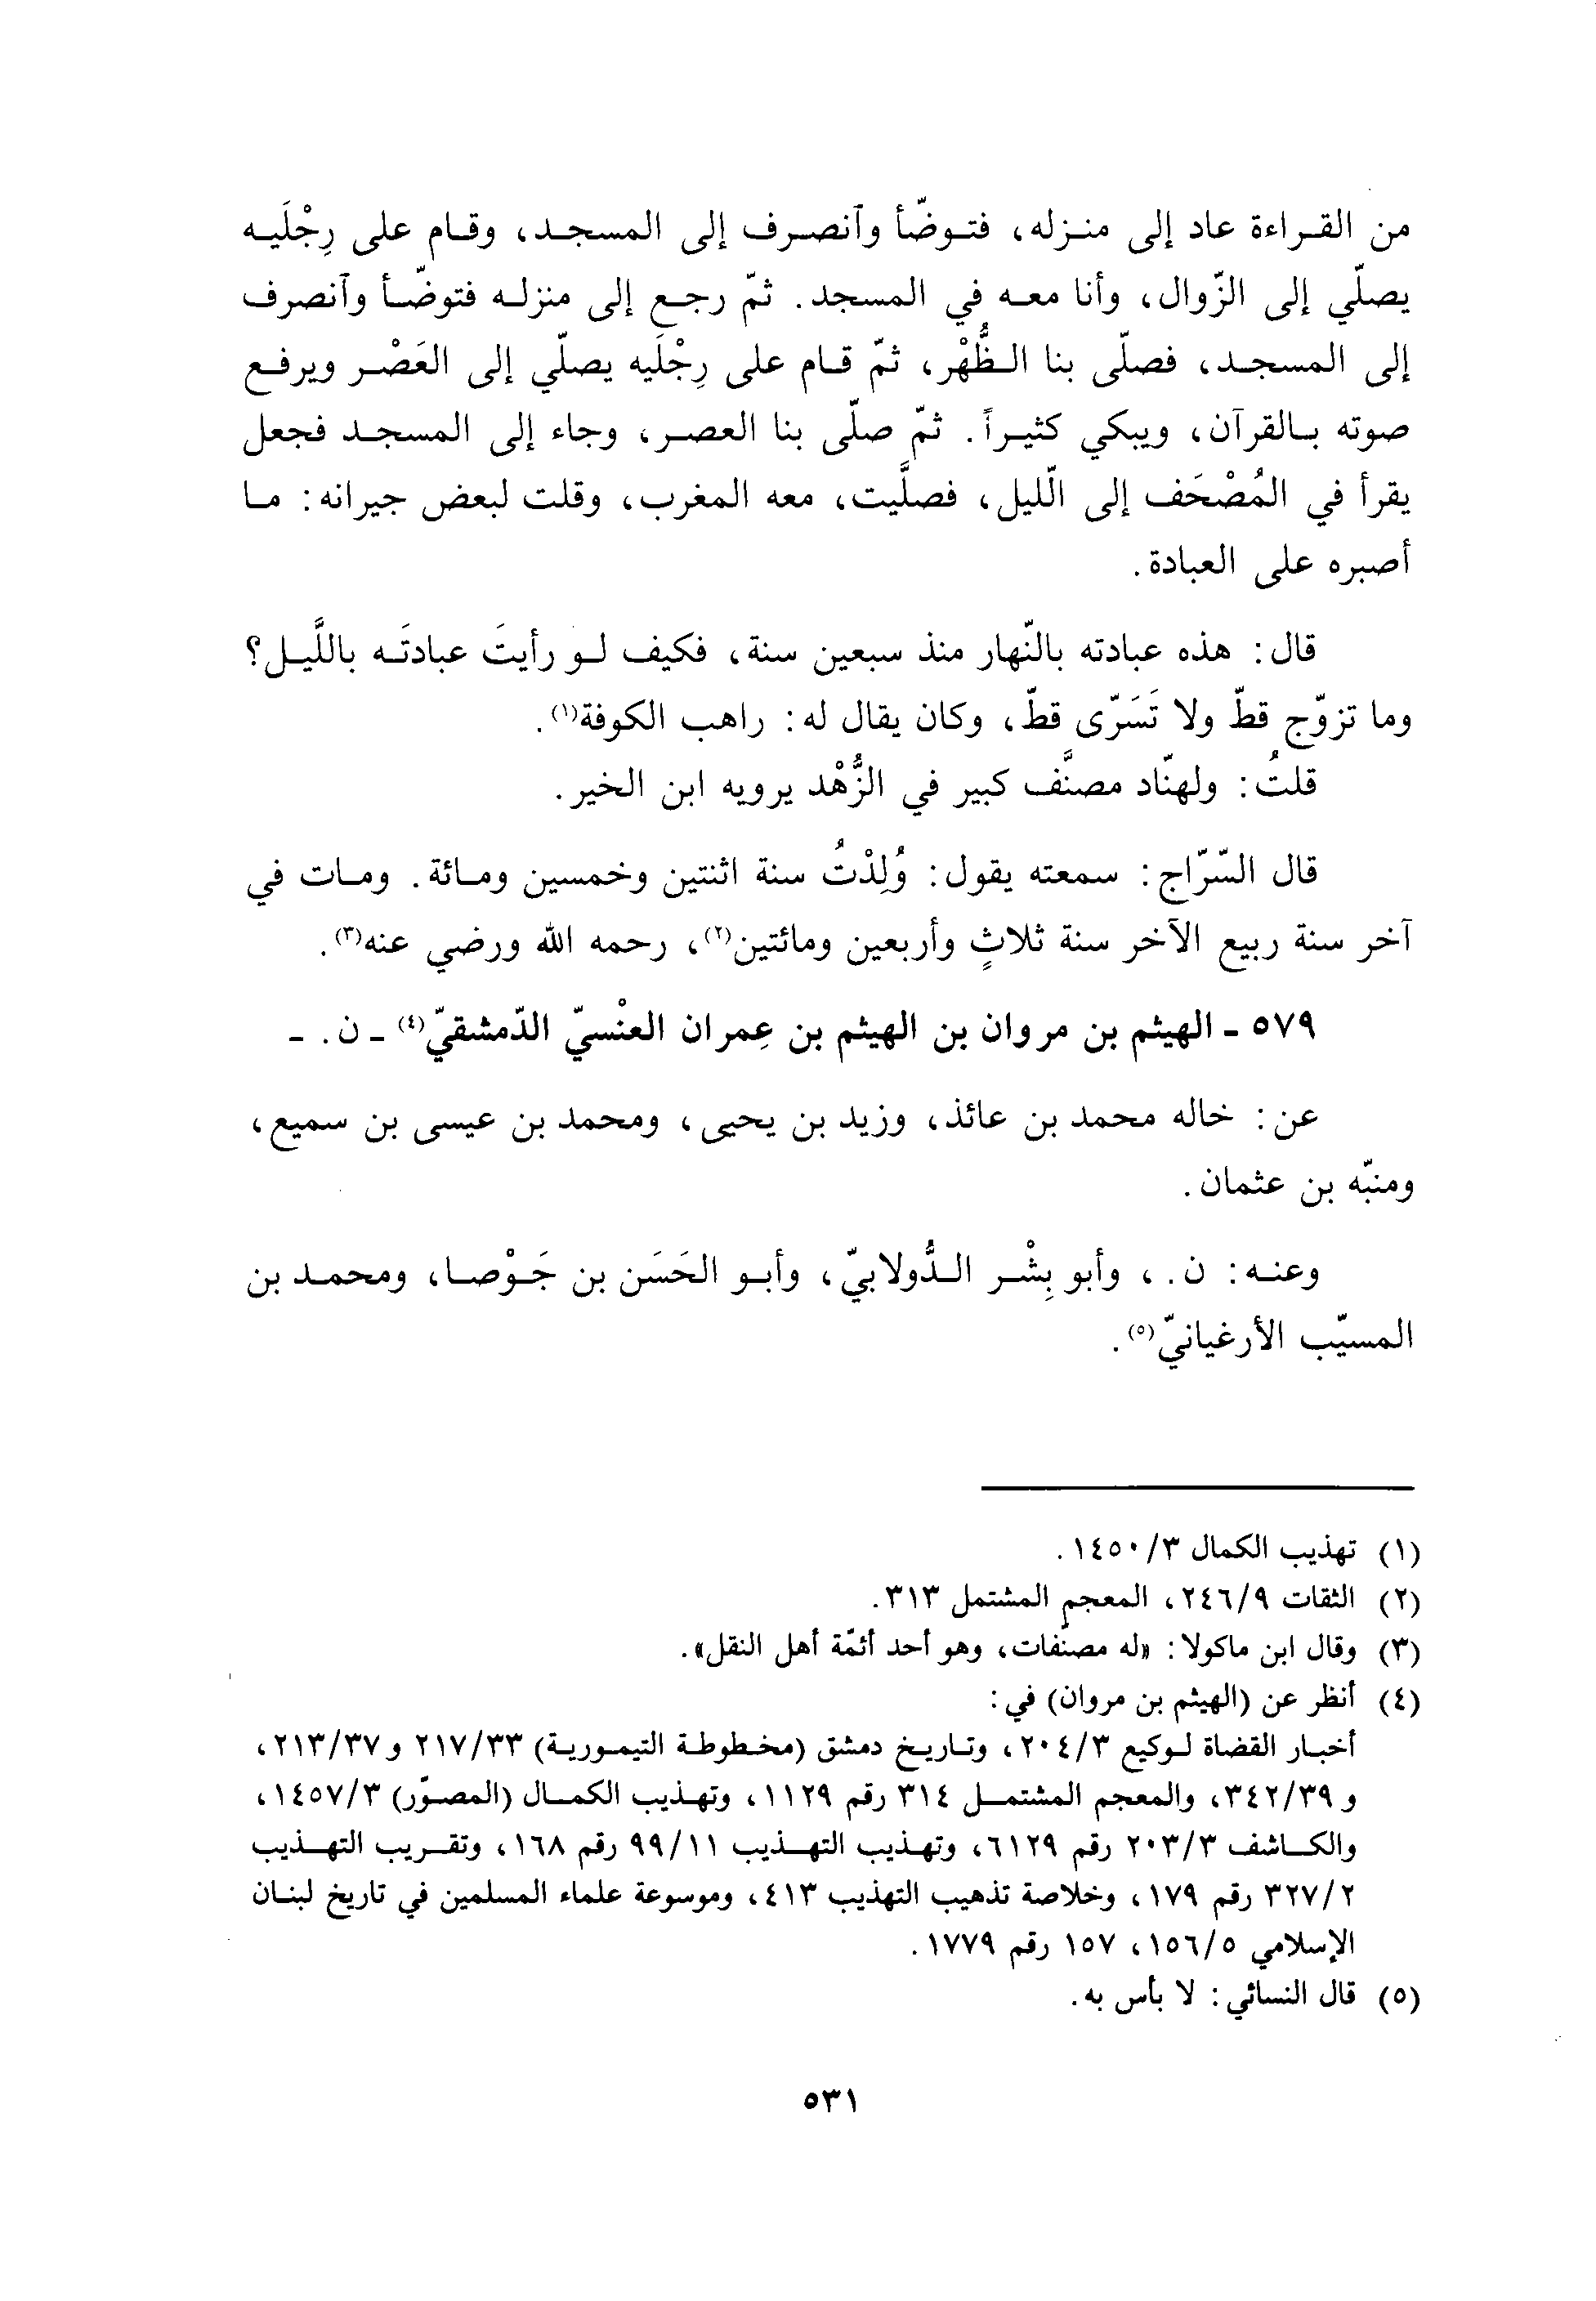 من القراءة عاد إلى منزله، فتوضّأ وآنصرف إلى المسجد، وقام على رِجْلَيه
يصلّي إلى الزّوال، وأنا معه في المسجد. ثمّ رجع إلى منزله فتوضّأ وآنصرف
إلى المسجد، فصلّى بنا الظُّهْر، ثمّ قام على رِجْلَيه يصلّي إلى العَصْر ويرفع
صوته بالقرآن، ويبكي كثيراً. ثمّ صلّى بنا العصر، وجاء إلى المسجد فجعل
يقرأ في المُصْحَف إلى اللّيل، فصلَّيت، معه المغرب، وقلت لبعض جيرانه: ما
أصبره على العبادة.
قال: هذه عبادته بالنّهار منذ سبعين سنة، فكيف لو رأيتَ عبادتَه باللَّيل؟
وما تزوّج قطّ ولا تَسَرّى قطّ، وكان يقال له: راهب الكوفة(١).
قلتُ: ولهنّاد مصنَّف كبير في الزُّهْد يرويه ابن الخير.
قال السّرّاج: سمعته يقول: وُلِدْتُ سنة اثنتين وخمسين ومائة. ومات في
آخر سنة ربيع الآخر سنة ثلاثٍ وأربعين ومائتين(٢)، رحمه الله ورضي عنه(٣).
٥٧٩ - الهيثم بن مروان بن الهيثم بن عِمران العنْسيّ الدّمشقيّ(٤) - ن. -
عن: خاله محمد بن عائذ، وزيد بن يحيى، ومحمد بن عيسى بن سميع،
ومنبّه بن عثمان.
وعنه: ن.، وأبو بِشْر الدُّولابيّ، وأبو الحَسَن بن جَوْصا، ومحمد بن
المسيّب الأرغيانيّ(٥).
(١) تهذيب الكمال ١٤٥٠/٣.
(٢) الثقات ٢٤٦/٩، المعجم المشتمل ٣١٣.
(٣) وقال ابن ماكولا: «له مصنّفات، وهو أحد أئمّة أهل النقل».
(٤) أنظر عن (الهيثم بن مروان) في:
أخبار القضاة لوكيع ٢٠٤/٣، وتاريخ دمشق (مخطوطة التيمورية) ٢١٧/٣٣ و ٢١٣/٣٧،
و ٣٤٢/٣٩، والمعجم المشتمل ٣١٤ رقم ١١٢٩، وتهذيب الكمال (المصوّر) ١٤٥٧/٣،
والكاشف ٢٠٣/٣ رقم ٦١٢٩، وتهذيب التهذيب ٩٩/١١ رقم ١٦٨، وتقريب التهذيب
٣٢٧/٢ رقم ١٧٩، وخلاصة تذهيب التهذيب ٤١٣، وموسوعة علماء المسلمين في تاريخ لبنان
الإسلامي ١٥٦/٥، ١٥٧ رقم ١٧٧٩.
(٥) قال النسائي: لا بأس به.
٥٣١